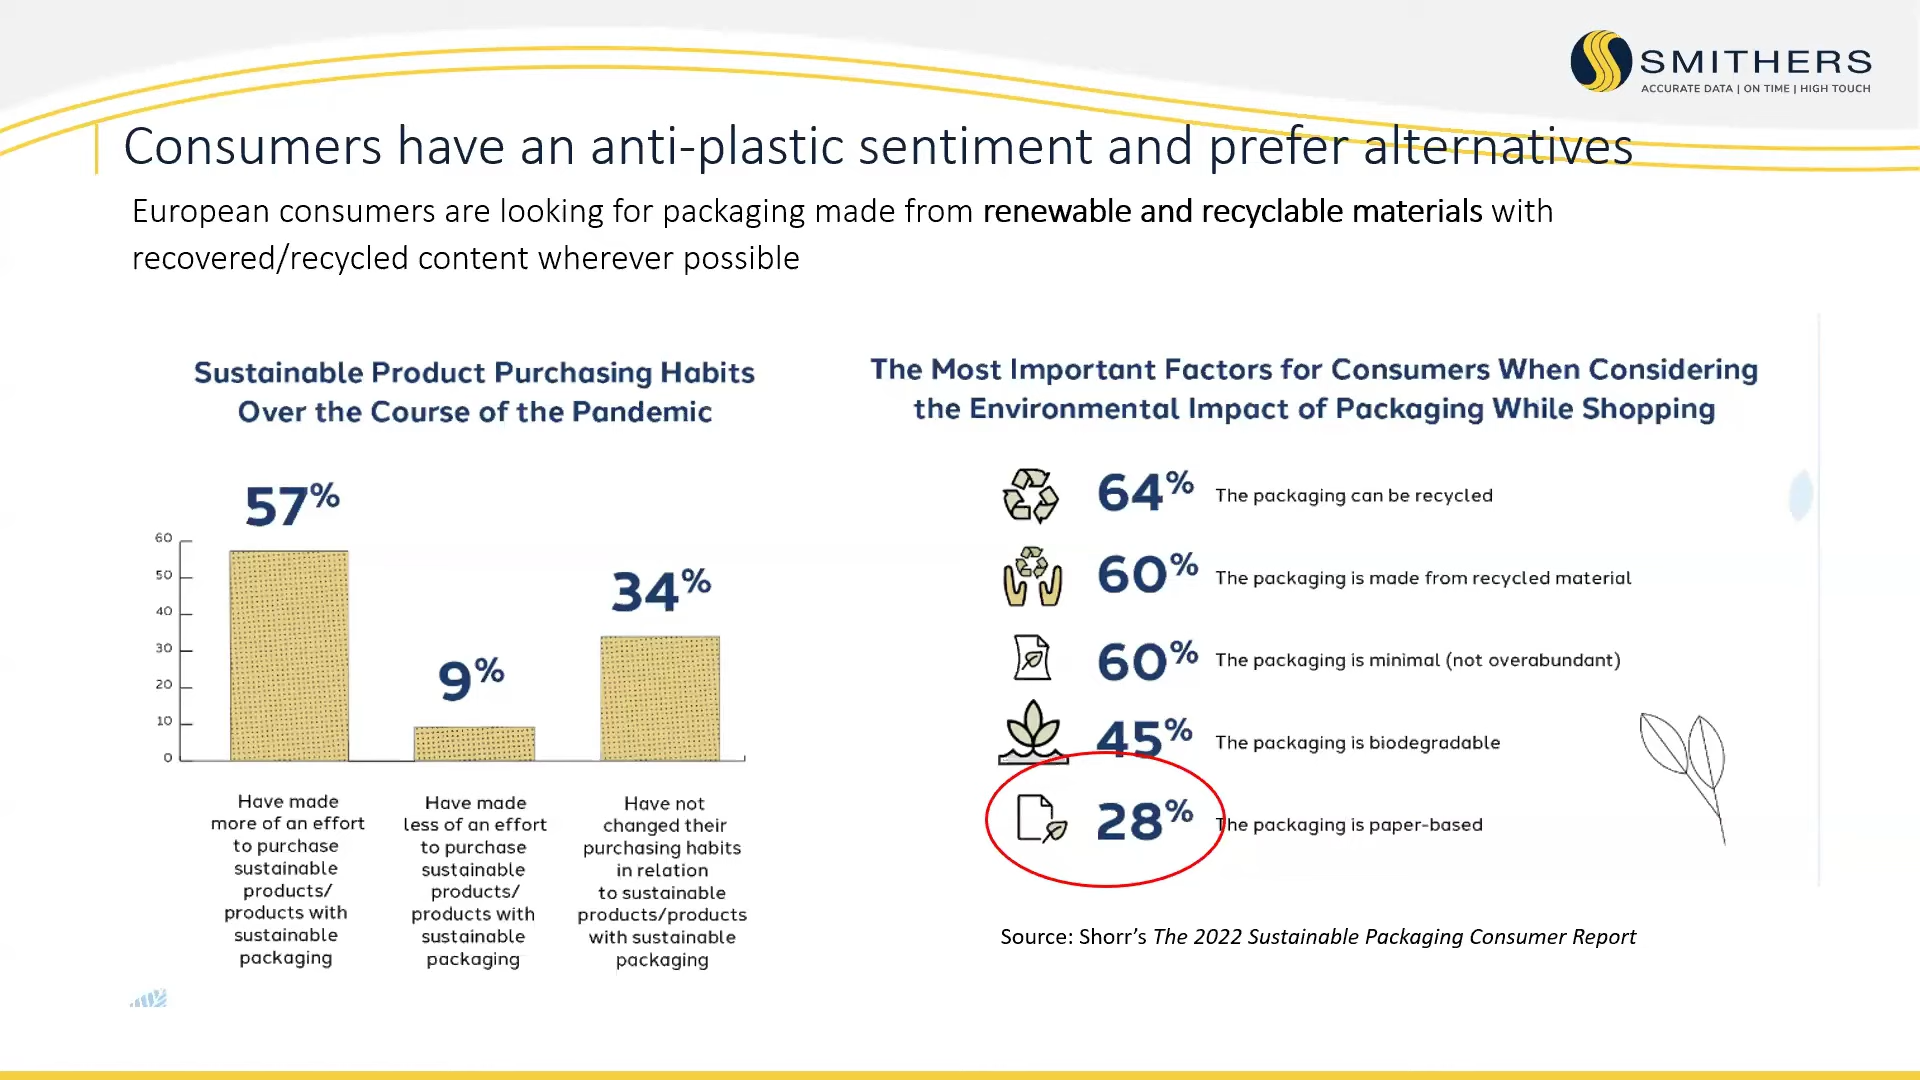 SMITHERS
ACCURATE DATA | ON TIME | HIGH TOUCH
Consumers have an anti-plastic sentiment and prefer alternatives
European consumers are looking for packaging made from renewable and recyclable materials with
recovered/recycled content wherever possible
Sustainable Product Purchasing Habits
Over the Course of the Pandemic
57%
9%
34%
60
50
40
30
20
10
0
Have made
more of an effort
to purchase
sustainable
products/
products with
sustainable
packaging
Have made
less of an effort
to purchase
sustainable
products/
products with
sustainable
packaging
Have not
changed their
purchasing habits
in relation
to sustainable
products/products
with sustainable
packaging
The Most Important Factors for Consumers When Considering
the Environmental Impact of Packaging While Shopping
64% The packaging can be recycled
60% The packaging is made from recycled material
60% The packaging is minimal (not overabundant)
45% The packaging is biodegradable
28% The packaging is paper-based
Source: Shorr's The 2022 Sustainable Packaging Consumer Report